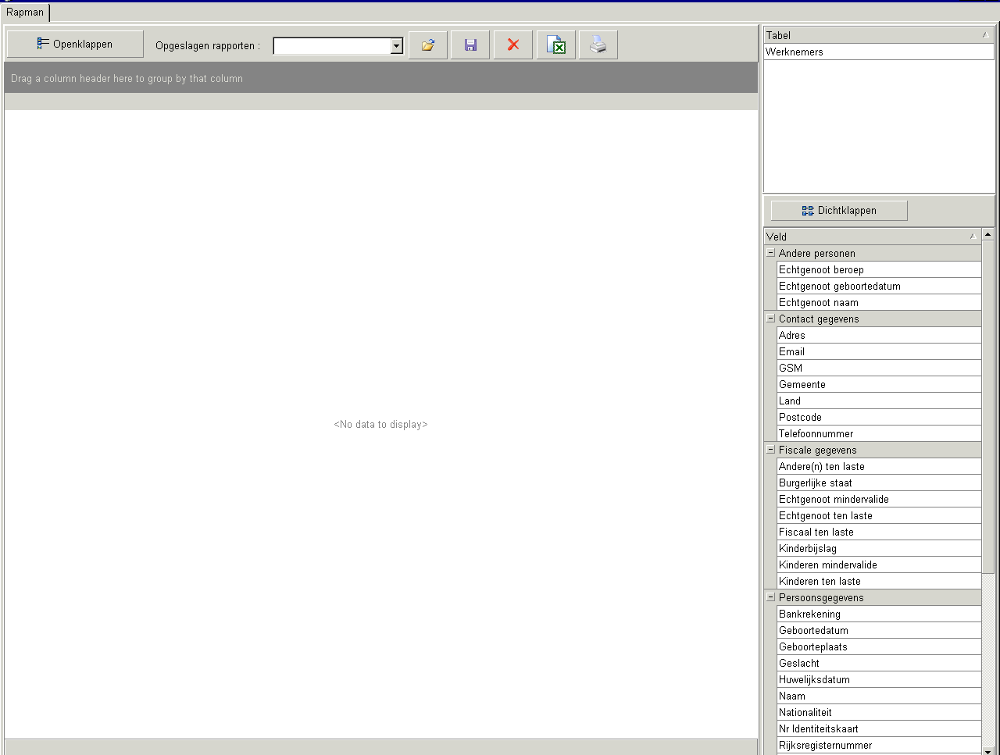 Rapman
Openklappen
Opgeslagen rapporten :
Drag a column header here to group by that column
<No data to display>
Tabel
Werknemers
Dichtklappen
Veld
Andere personen
Echtgenoot beroep
Echtgenoot geboortedatum
Echtgenoot naam
Contact gegevens
Adres
Email
GSM
Gemeente
Land
Postcode
Telefoonnummer
Fiscale gegevens
Andere(n) ten laste
Burgerlijke staat
Echtgenoot mindervalide
Echtgenoot ten laste
Fiscaal ten laste
Kinderbijslag
Kinderen mindervalide
Kinderen ten laste
Persoonsgegevens
Bankrekening
Geboortedatum
Geboorteplaats
Geslacht
Huwelijksdatum
Naam
Nationaliteit
Nr Identiteitskaart
Rijksregisternummer